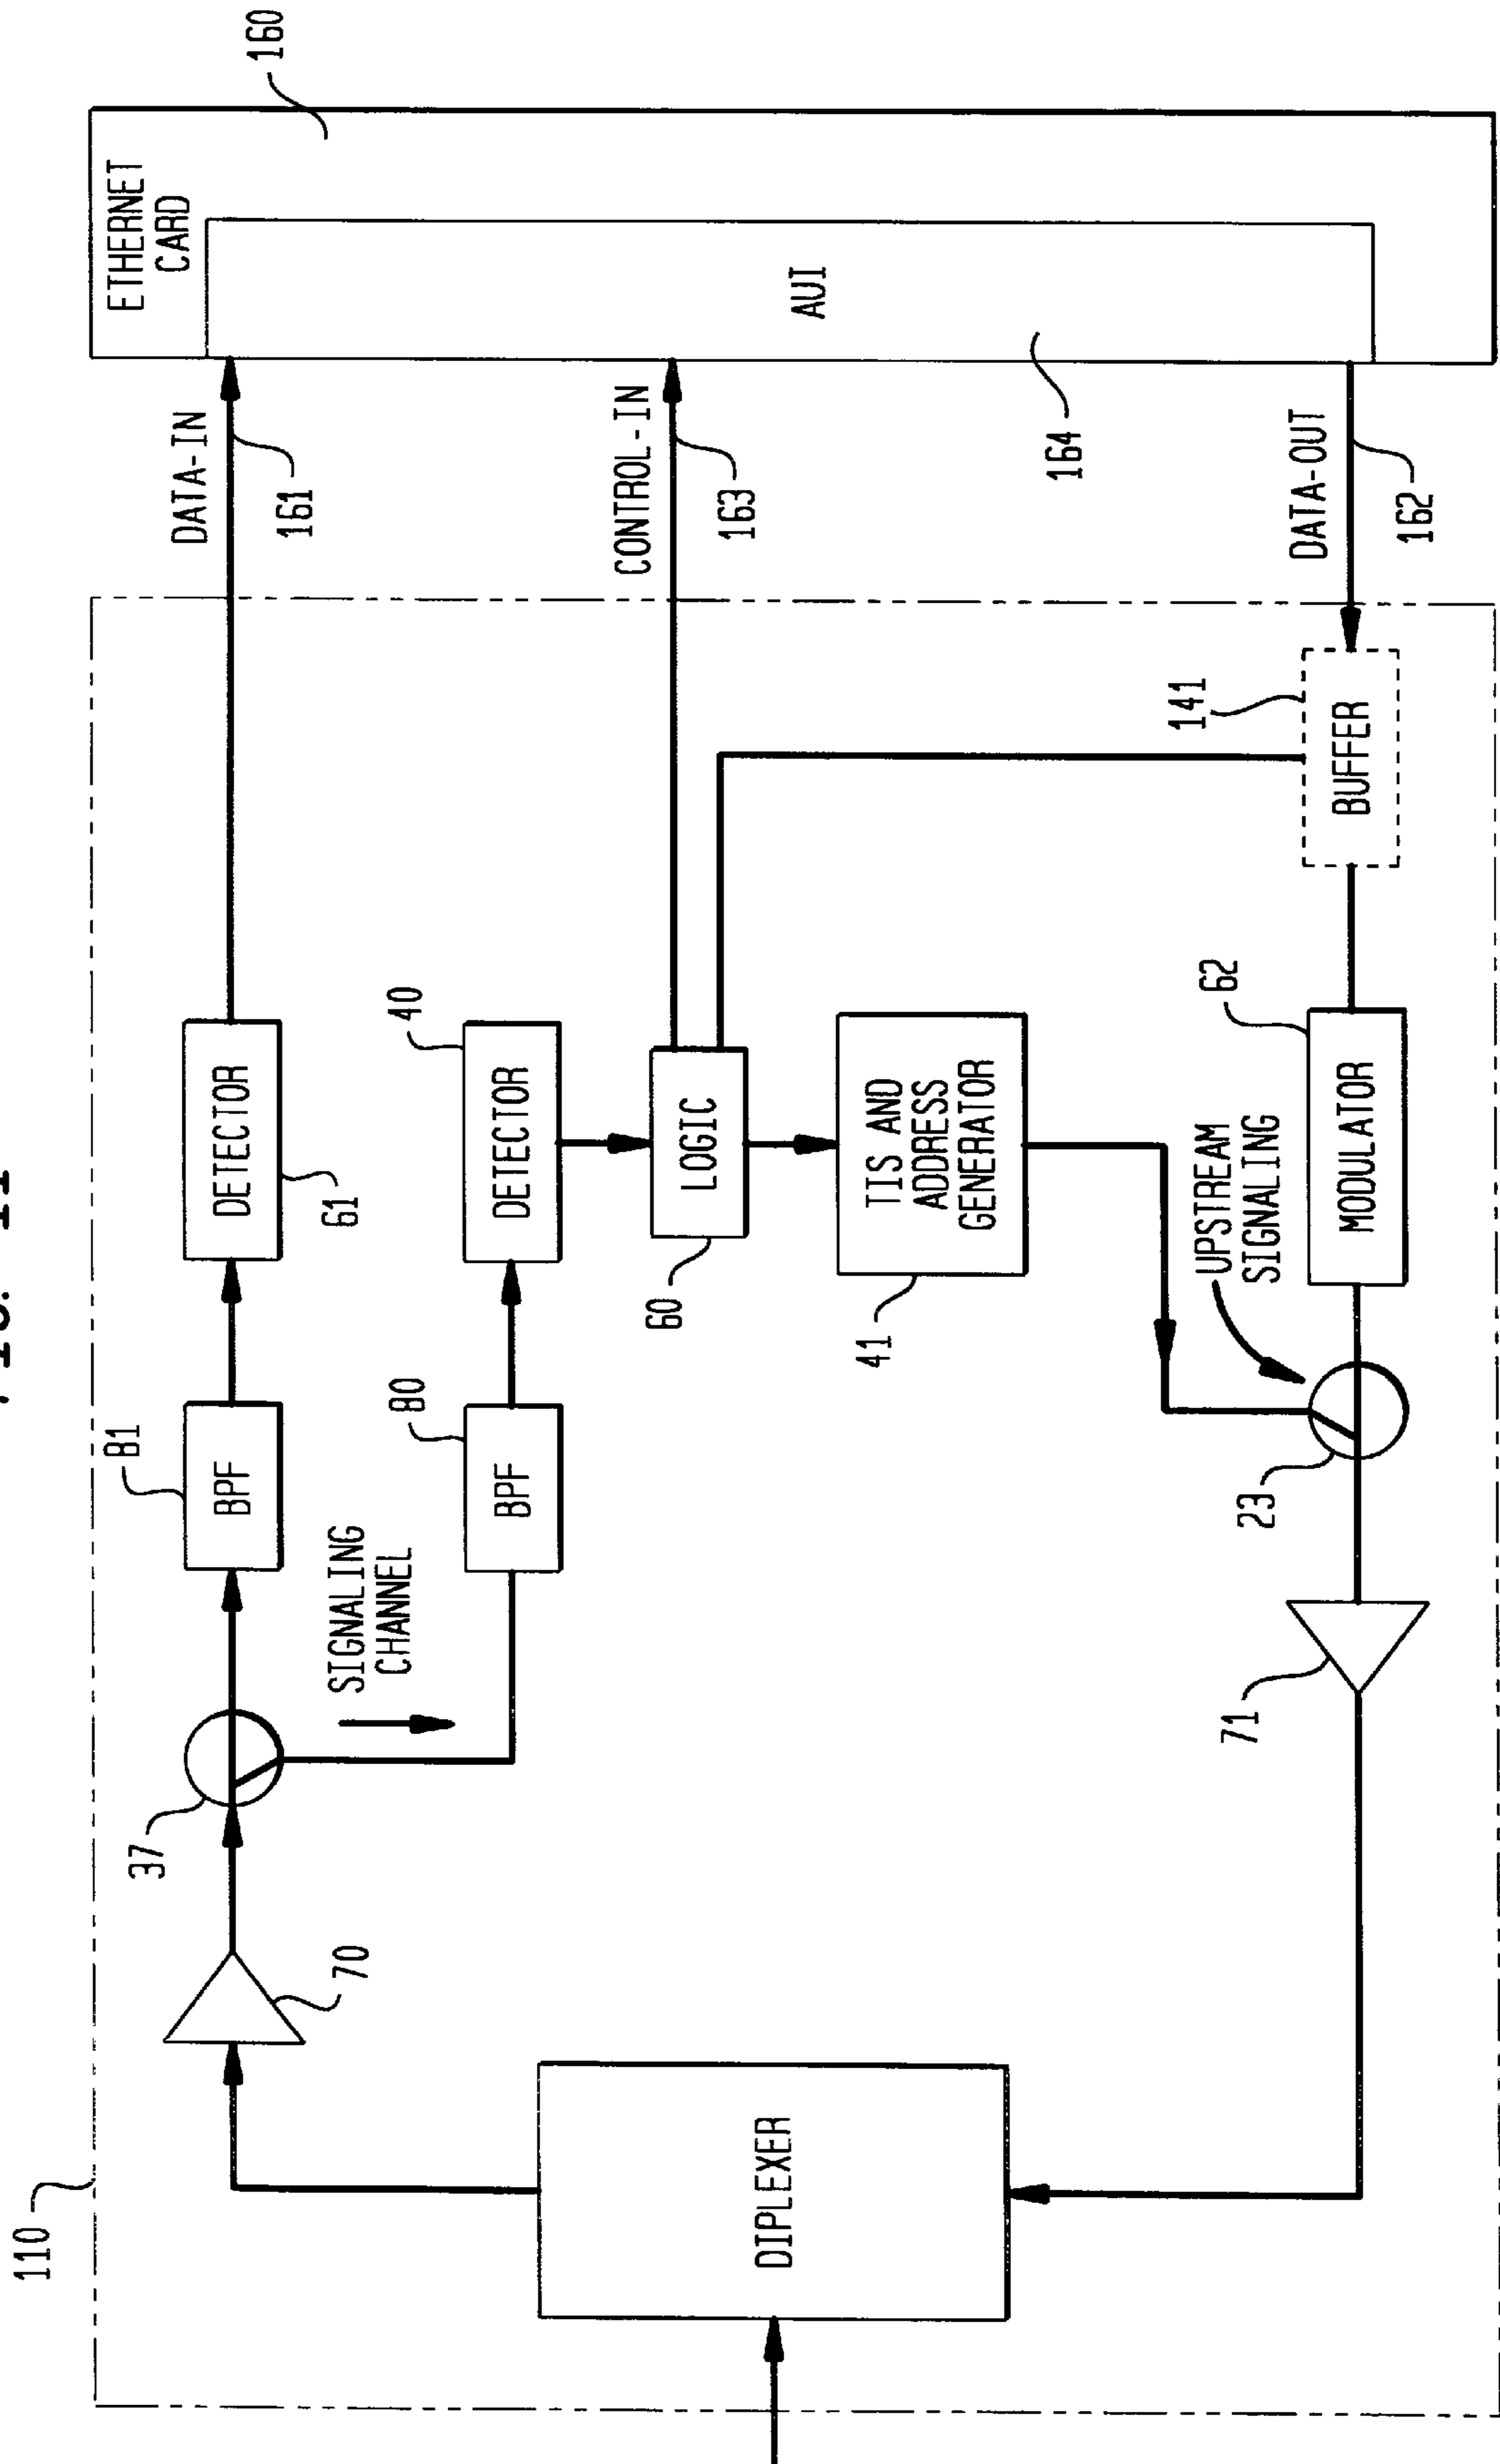 110
DIPLEXER
70
37
SIGNALING
CHANNEL
81
BPF
80
BPF
DETECTOR
61
40
DETECTOR
60
LOGIC
41
TIS AND
ADDRESS
GENERATOR
UPSTREAM
SIGNALING
71
23
62
MODULATOR
141
BUFFER
DATA-IN
161
CONTROL-IN
163
DATA-OUT
162
ETHERNET
CARD
160
AUI
164